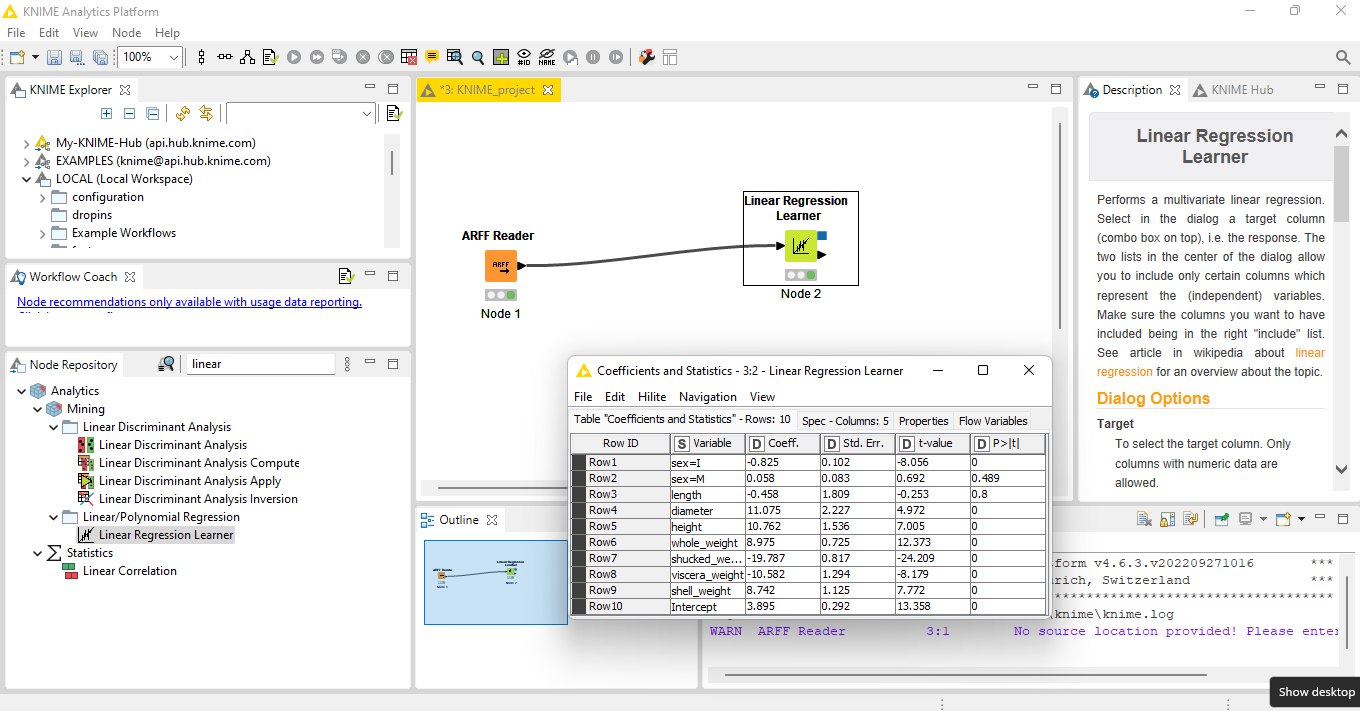 KNIME Analytics Platform
File Edit View Node Help
100%
#ID
NAME
KNIME Explorer
My-KNIME-Hub (api.hub.knime.com)
EXAMPLES (knime@api.hub.knime.com)
LOCAL (Local Workspace)
configuration
dropins
Example Workflows
Workflow Coach
Node recommendations only available with usage data reporting.
Node Repository
linear
Analytics
Mining
Linear Discriminant Analysis
Linear Discriminant Analysis
Linear Discriminant Analysis Compute
Linear Discriminant Analysis Apply
Linear Discriminant Analysis Inversion
Linear/Polynomial Regression
Linear Regression Learner
Statistics
Linear Correlation
*3: KNIME_project
ARFF Reader
ARFF
Node 1
Linear Regression
Learner
Node 2
Outline
ARFF Reader
Node 1
Linear Regression
Learner
Node 2
Coefficients and Statistics - 3:2 - Linear Regression Learner
File Edit Hilite Navigation View
Table "Coefficients and Statistics" - Rows: 10 Spec - Columns: 5 Properties Flow Variables
Row ID S Variable D Coeff. D Std. Err. D t-value D P>|t|
Row1 sex=I -0.825 0.102 -8.056 0
Row2 sex=M 0.058 0.083 0.692 0.489
Row3 length -0.458 1.809 -0.253 0.8
Row4 diameter 11.075 2.227 4.972 0
Row5 height 10.762 1.536 7.005 0
Row6 whole_weight 8.975 0.725 12.373 0
Row7 shucked_we... -19.787 0.817 -24.209 0
Row8 viscera_weight -10.582 1.294 -8.179 0
Row9 shell_weight 8.742 1.125 7.772 0
Row10 Intercept 3.895 0.292 13.358 0
Description KNIME Hub
Linear Regression
Learner
Performs a multivariate linear regression.
Select in the dialog a target column
(combo box on top), i.e. the response. The
two lists in the center of the dialog allow
you to include only certain columns which
represent the (independent) variables.
Make sure the columns you want to have
included being in the right "include" list.
See article in wikipedia about linear
regression for an overview about the topic.
Dialog Options
Target
To select the target column. Only
columns with numeric data are
allowed.
form v4.6.3.v202209271016 ***
rich, Switzerland ***
\knime\knime.log
WARN ARFF Reader 3:1 No source location provided! Please enter
Show desktop